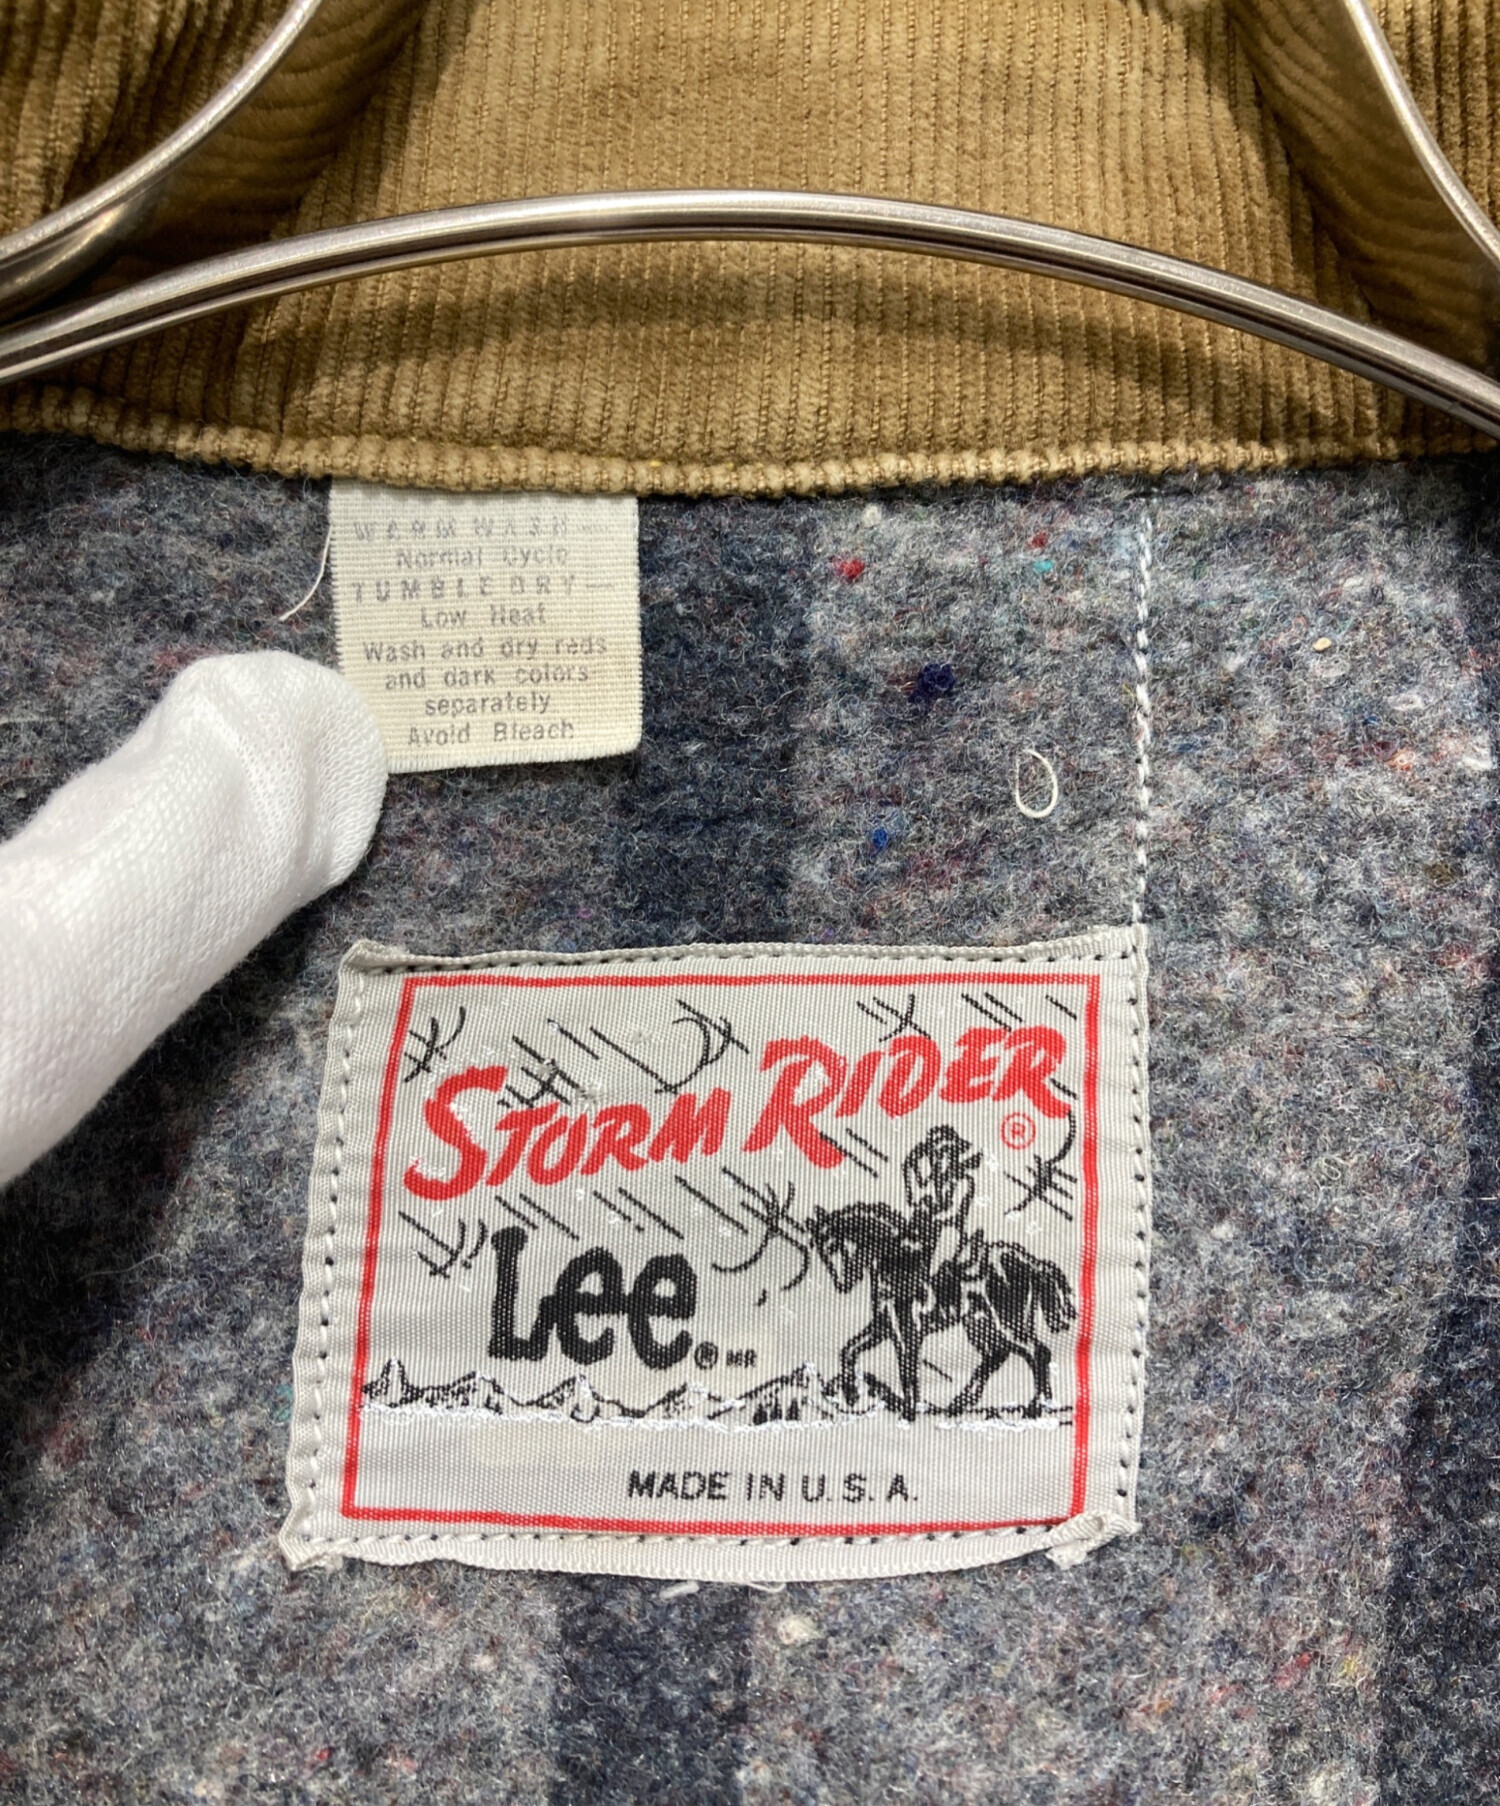 WARM WASH
Normal Cycle
TUMBLE DRY
Low Heat
Wash and dry reds
and dark colors
separately
Avoid Bleach
STORM RIDER
®
Lee® MR
MADE IN U.S.A.